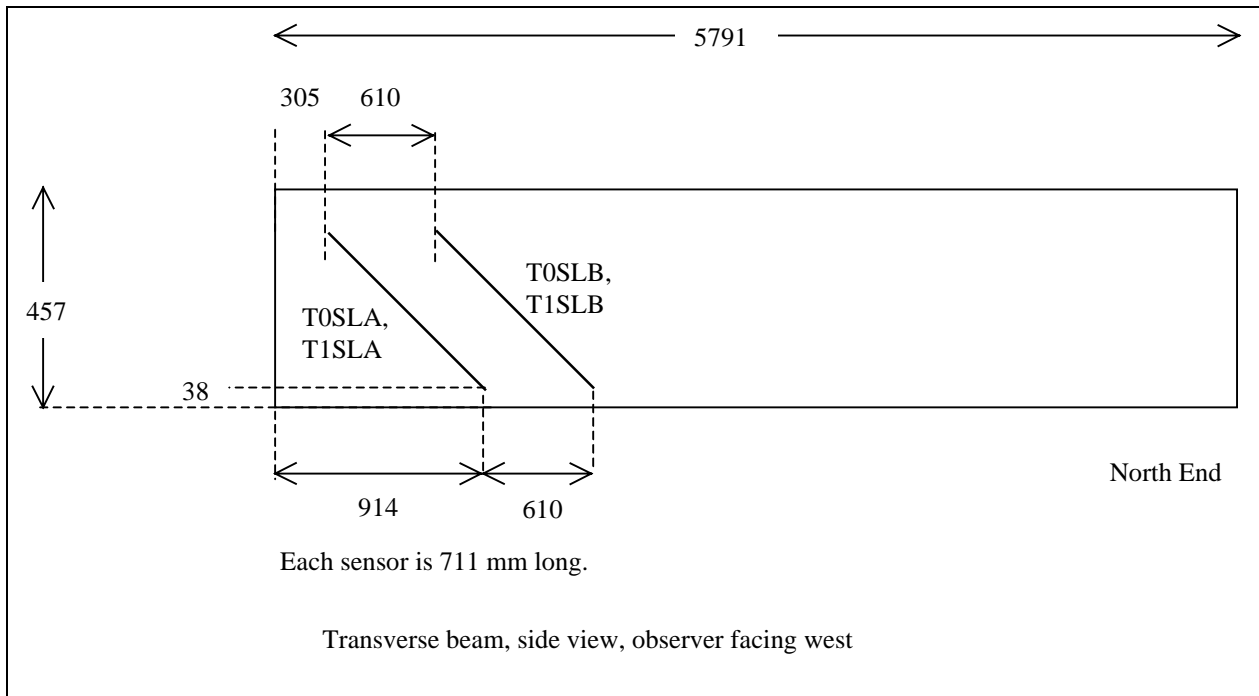 5791
305 610
T0SLB,
T1SLB
457
T0SLA,
T1SLA
38
North End
914 610
Each sensor is 711 mm long.
Transverse beam, side view, observer facing west